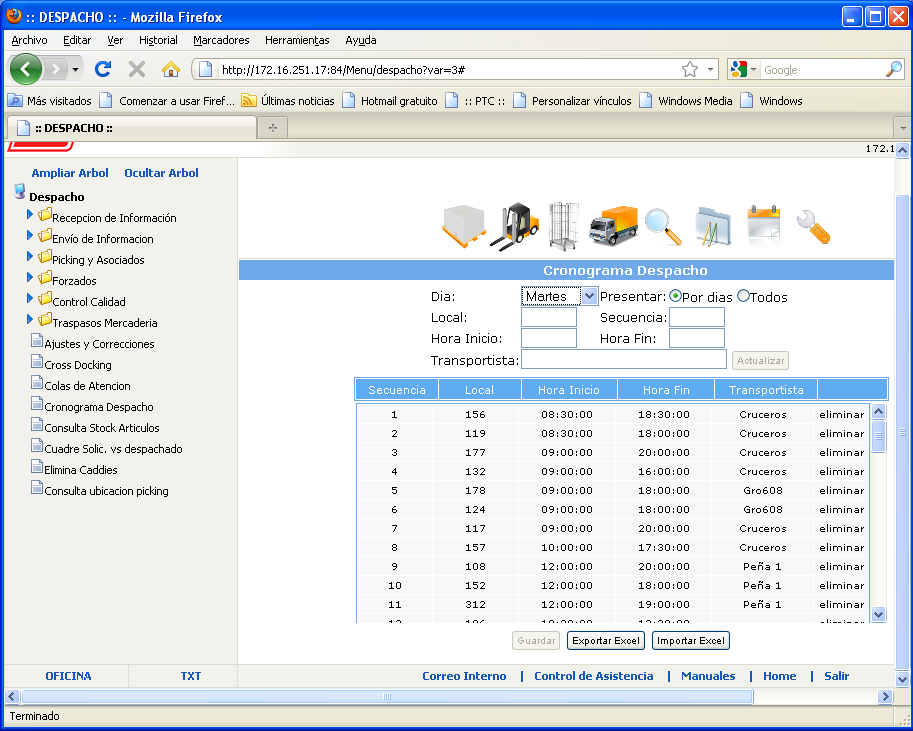 :: DESPACHO :: - Mozilla Firefox
Archivo Editar Ver Historial Marcadores Herramientas Ayuda
http://172.16.251.17:84/Menu/despacho?var=3#
Google
Más visitados Comenzar a usar Firef... Últimas noticias Hotmail gratuito :: PTC :: Personalizar vínculos Windows Media Windows
:: DESPACHO ::
172.1
Ampliar Arbol Ocultar Arbol
Despacho
Recepcion de Información
Envío de Informacion
Picking y Asociados
Forzados
Control Calidad
Traspasos Mercaderia
Ajustes y Correcciones
Cross Docking
Colas de Atencion
Cronograma Despacho
Consulta Stock Articulos
Cuadre Solic. vs despachado
Elimina Caddies
Consulta ubicacion picking
Cronograma Despacho
Dia: Martes Presentar: Por dias Todos
Local: Secuencia:
Hora Inicio: Hora Fin:
Transportista: Actualizar
Secuencia Local Hora Inicio Hora Fin Transportista
1 156 08:30:00 18:30:00 Cruceros eliminar
2 119 08:30:00 18:00:00 Cruceros eliminar
3 177 09:00:00 20:00:00 Cruceros eliminar
4 132 09:00:00 16:00:00 Cruceros eliminar
5 178 09:00:00 18:00:00 Gro608 eliminar
6 124 09:00:00 18:00:00 Gro608 eliminar
7 117 09:00:00 20:00:00 Cruceros eliminar
8 157 10:00:00 17:30:00 Cruceros eliminar
9 108 12:00:00 20:00:00 Peña 1 eliminar
10 152 12:00:00 18:00:00 Peña 1 eliminar
11 312 12:00:00 19:00:00 Peña 1 eliminar
Guardar Exportar Excel Importar Excel
OFICINA TXT Correo Interno | Control de Asistencia | Manuales | Home | Salir
Terminado